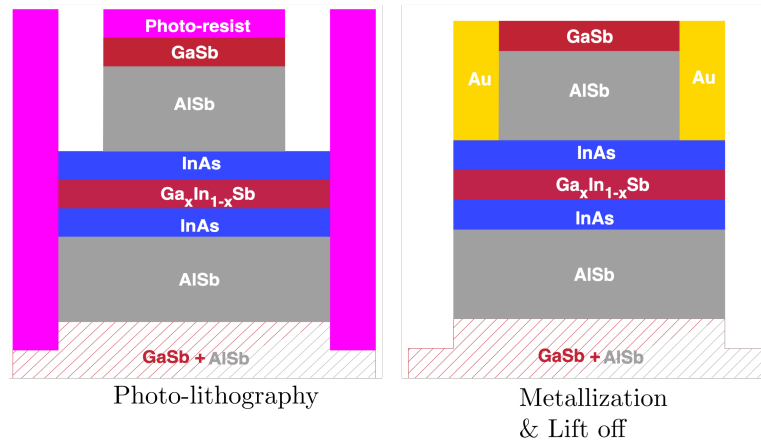 Photo-resist
GaSb
AlSb
InAs
GaxIn1-xSb
InAs
AlSb
GaSb + AlSb
Photo-lithography
GaSb
Au
AlSb
Au
InAs
GaxIn1-xSb
InAs
AlSb
GaSb + AlSb
Metallization
& Lift off